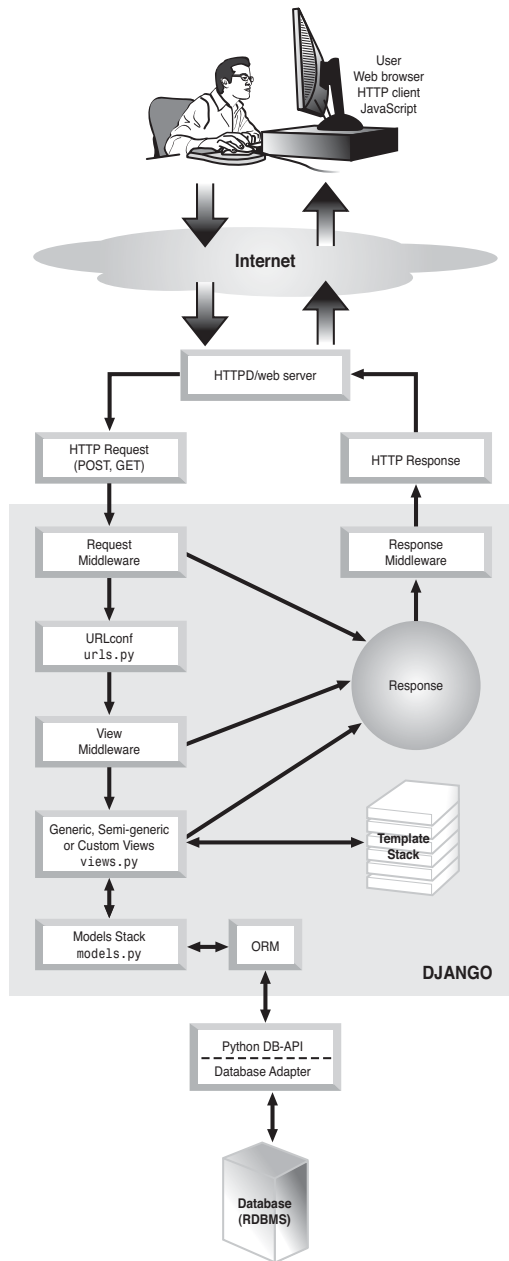 User
Web browser
HTTP client
JavaScript
Internet
HTTPD/web server
HTTP Request
(POST, GET)
HTTP Response
Request
Middleware
Response
Middleware
URLconf
urls.py
Response
View
Middleware
Generic, Semi-generic
or Custom Views
views.py
Template
Stack
Models Stack
models.py
ORM
DJANGO
Python DB-API
Database Adapter
Database
(RDBMS)